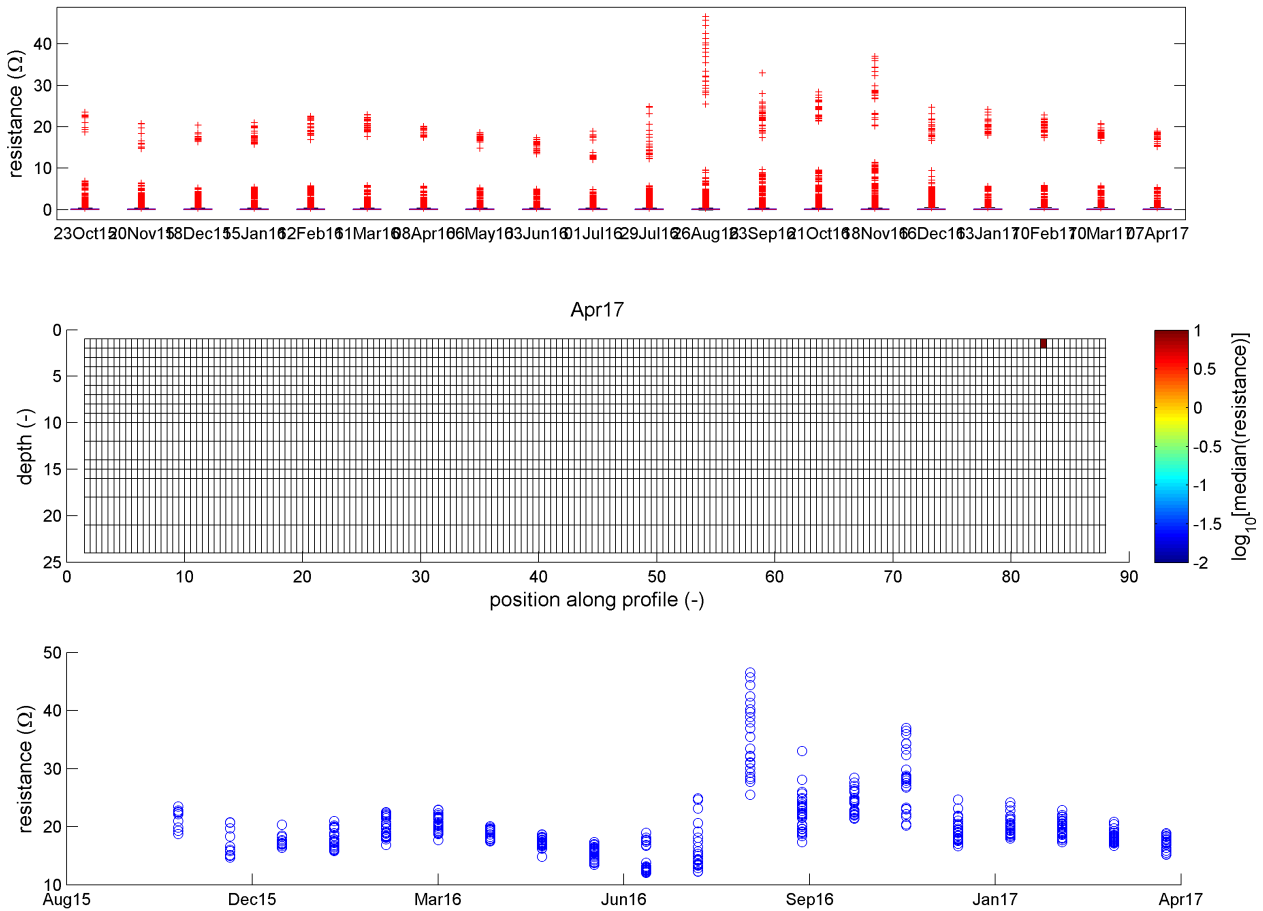 resistance (Ω)
40
30
20
10
0
23Oct15 20Nov15 18Dec15 15Jan16 12Feb16 11Mar16 08Apr16 06May16 03Jun16 01Jul16 29Jul16 26Aug16 23Sep16 21Oct16 18Nov16 16Dec16 13Jan17 10Feb17 10Mar17 07Apr17
Apr17
depth (-)
0
5
10
15
20
25
0 10 20 30 40 50 60 70 80 90
position along profile (-)
1
0.5
0
-0.5
-1
-1.5
-2
log10[median(resistance)]
resistance (Ω)
50
40
30
20
10
Aug15 Dec15 Mar16 Jun16 Sep16 Jan17 Apr17